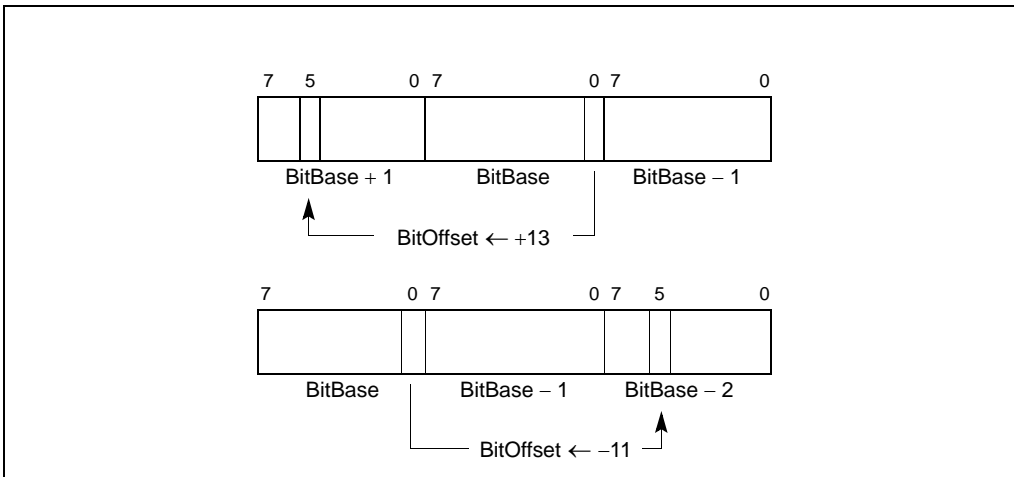 7 5 0 7 0 7 0
BitBase + 1 BitBase BitBase − 1
BitOffset ← +13
7 0 7 0 7 5 0
BitBase BitBase − 1 BitBase − 2
BitOffset ← −11